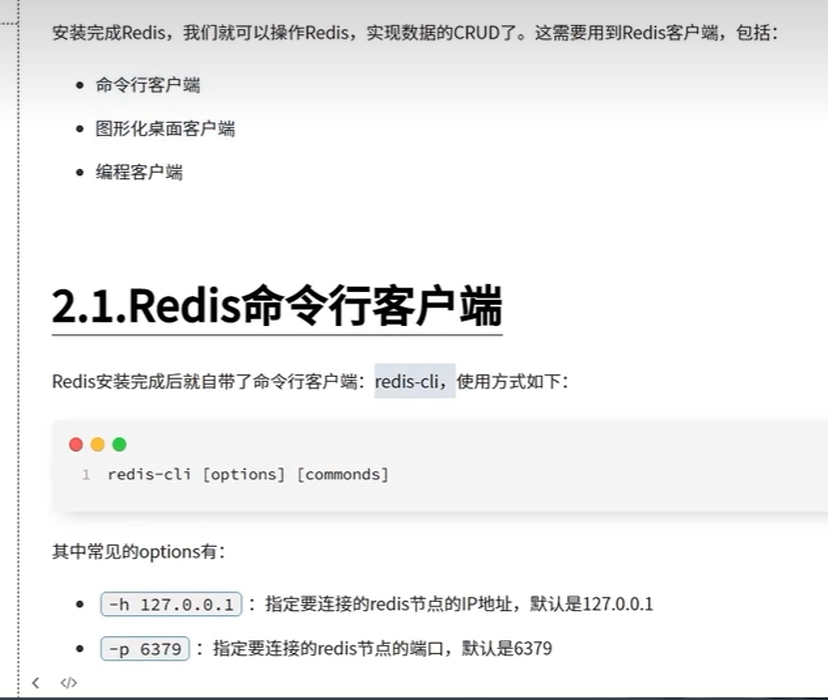 安装完成Redis，我们就可以操作Redis，实现数据的CRUD了。这需要用到Redis客户端，包括：
• 命令行客户端
• 图形化桌面客户端
• 编程客户端
2.1.Redis命令行客户端
Redis安装完成后就自带了命令行客户端：redis-cli，使用方式如下：
1 redis-cli [options] [commonds]
其中常见的options有：
• -h 127.0.0.1：指定要连接的redis节点的IP地址，默认是127.0.0.1
• -p 6379：指定要连接的redis节点的端口，默认是6379